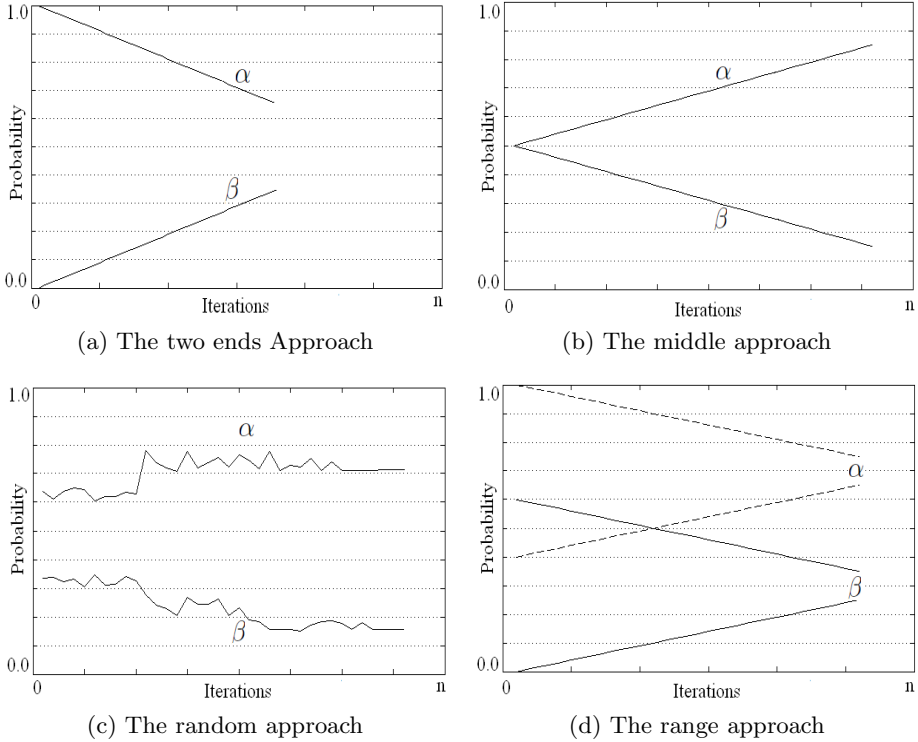 1.0
Probability
α
β
0.0
0
Iterations
n
(a) The two ends Approach
1.0
Probability
α
β
0.0
0
Iterations
n
(b) The middle approach
1.0
Probability
α
β
0.0
0
Iterations
n
(c) The random approach
1.0
Probability
α
β
0.0
0
Iterations
n
(d) The range approach